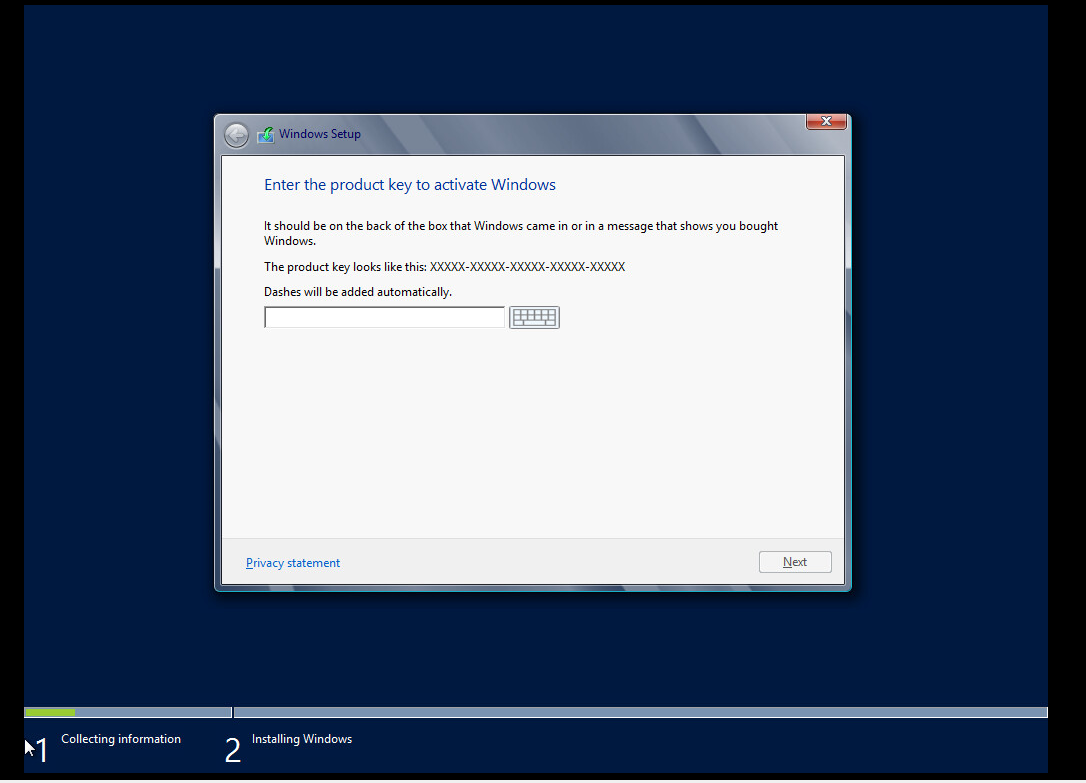 Windows Setup
Enter the product key to activate Windows
It should be on the back of the box that Windows came in or in a message that shows you bought
Windows.
The product key looks like this: XXXXX-XXXXX-XXXXX-XXXXX-XXXXX
Dashes will be added automatically.
Privacy statement
Next
1 Collecting information
2 Installing Windows